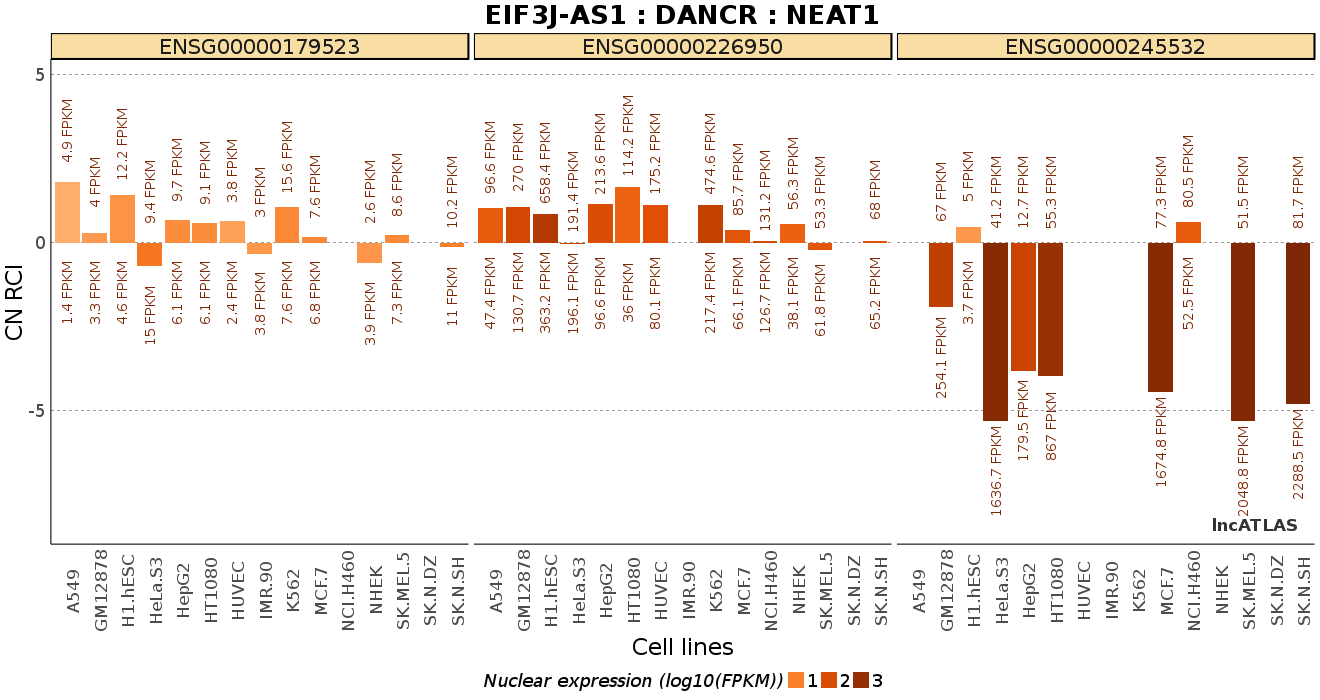 EIF3J-AS1 : DANCR : NEAT1
ENSG00000179523 ENSG00000226950 ENSG00000245532
CN RCI
5
0
-5
4.9 FPKM 4 FPKM 12.2 FPKM 9.4 FPKM 9.7 FPKM 9.1 FPKM 3.8 FPKM 3 FPKM 15.6 FPKM 7.6 FPKM 2.6 FPKM 8.6 FPKM 10.2 FPKM
1.4 FPKM 3.3 FPKM 4.6 FPKM 15 FPKM 6.1 FPKM 6.1 FPKM 2.4 FPKM 3.8 FPKM 7.6 FPKM 6.8 FPKM 3.9 FPKM 7.3 FPKM 11 FPKM
96.6 FPKM 270 FPKM 658.4 FPKM 191.4 FPKM 213.6 FPKM 114.2 FPKM 175.2 FPKM 474.6 FPKM 85.7 FPKM 131.2 FPKM 56.3 FPKM 53.3 FPKM 68 FPKM
47.4 FPKM 130.7 FPKM 363.2 FPKM 196.1 FPKM 96.6 FPKM 36 FPKM 80.1 FPKM 217.4 FPKM 66.1 FPKM 126.7 FPKM 38.1 FPKM 61.8 FPKM 65.2 FPKM
67 FPKM 5 FPKM 41.2 FPKM 12.7 FPKM 55.3 FPKM 77.3 FPKM 80.5 FPKM 51.5 FPKM 81.7 FPKM
254.1 FPKM 3.7 FPKM 1636.7 FPKM 179.5 FPKM 867 FPKM 1674.8 FPKM 52.5 FPKM 2048.8 FPKM 2288.5 FPKM
lncATLAS
A549 GM12878 H1.hESC HeLa.S3 HepG2 HT1080 HUVEC IMR.90 K562 MCF.7 NCI.H460 NHEK SK.MEL.5 SK.N.DZ SK.N.SH
A549 GM12878 H1.hESC HeLa.S3 HepG2 HT1080 HUVEC IMR.90 K562 MCF.7 NCI.H460 NHEK SK.MEL.5 SK.N.DZ SK.N.SH
A549 GM12878 H1.hESC HeLa.S3 HepG2 HT1080 HUVEC IMR.90 K562 MCF.7 NCI.H460 NHEK SK.MEL.5 SK.N.DZ SK.N.SH
Cell lines
Nuclear expression (log10(FPKM)) 1 2 3